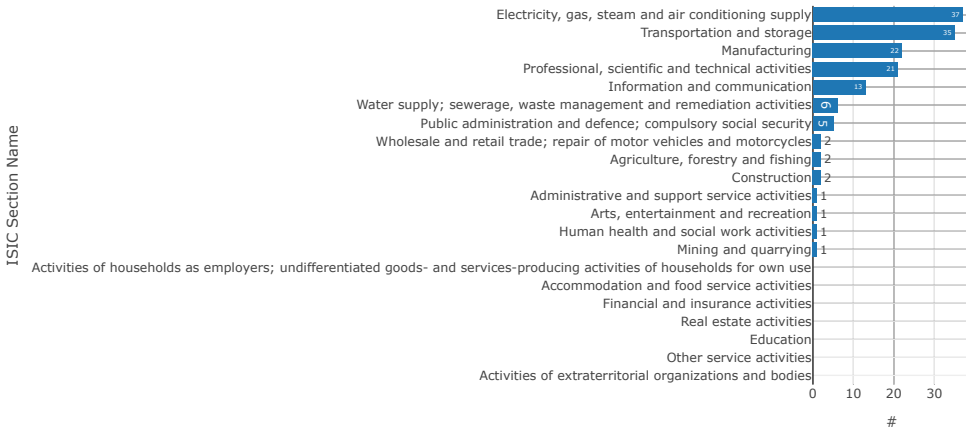 Electricity, gas, steam and air conditioning supply 37
Transportation and storage 35
Manufacturing 22
Professional, scientific and technical activities 21
Information and communication 13
Water supply; sewerage, waste management and remediation activities 6
Public administration and defence; compulsory social security 5
Wholesale and retail trade; repair of motor vehicles and motorcycles 2
Agriculture, forestry and fishing 2
Construction 2
Administrative and support service activities 1
Arts, entertainment and recreation 1
Human health and social work activities 1
Mining and quarrying 1
Activities of households as employers; undifferentiated goods- and services-producing activities of households for own use
Accommodation and food service activities
Financial and insurance activities
Real estate activities
Education
Other service activities
Activities of extraterritorial organizations and bodies
0 10 20 30
#
ISIC Section Name